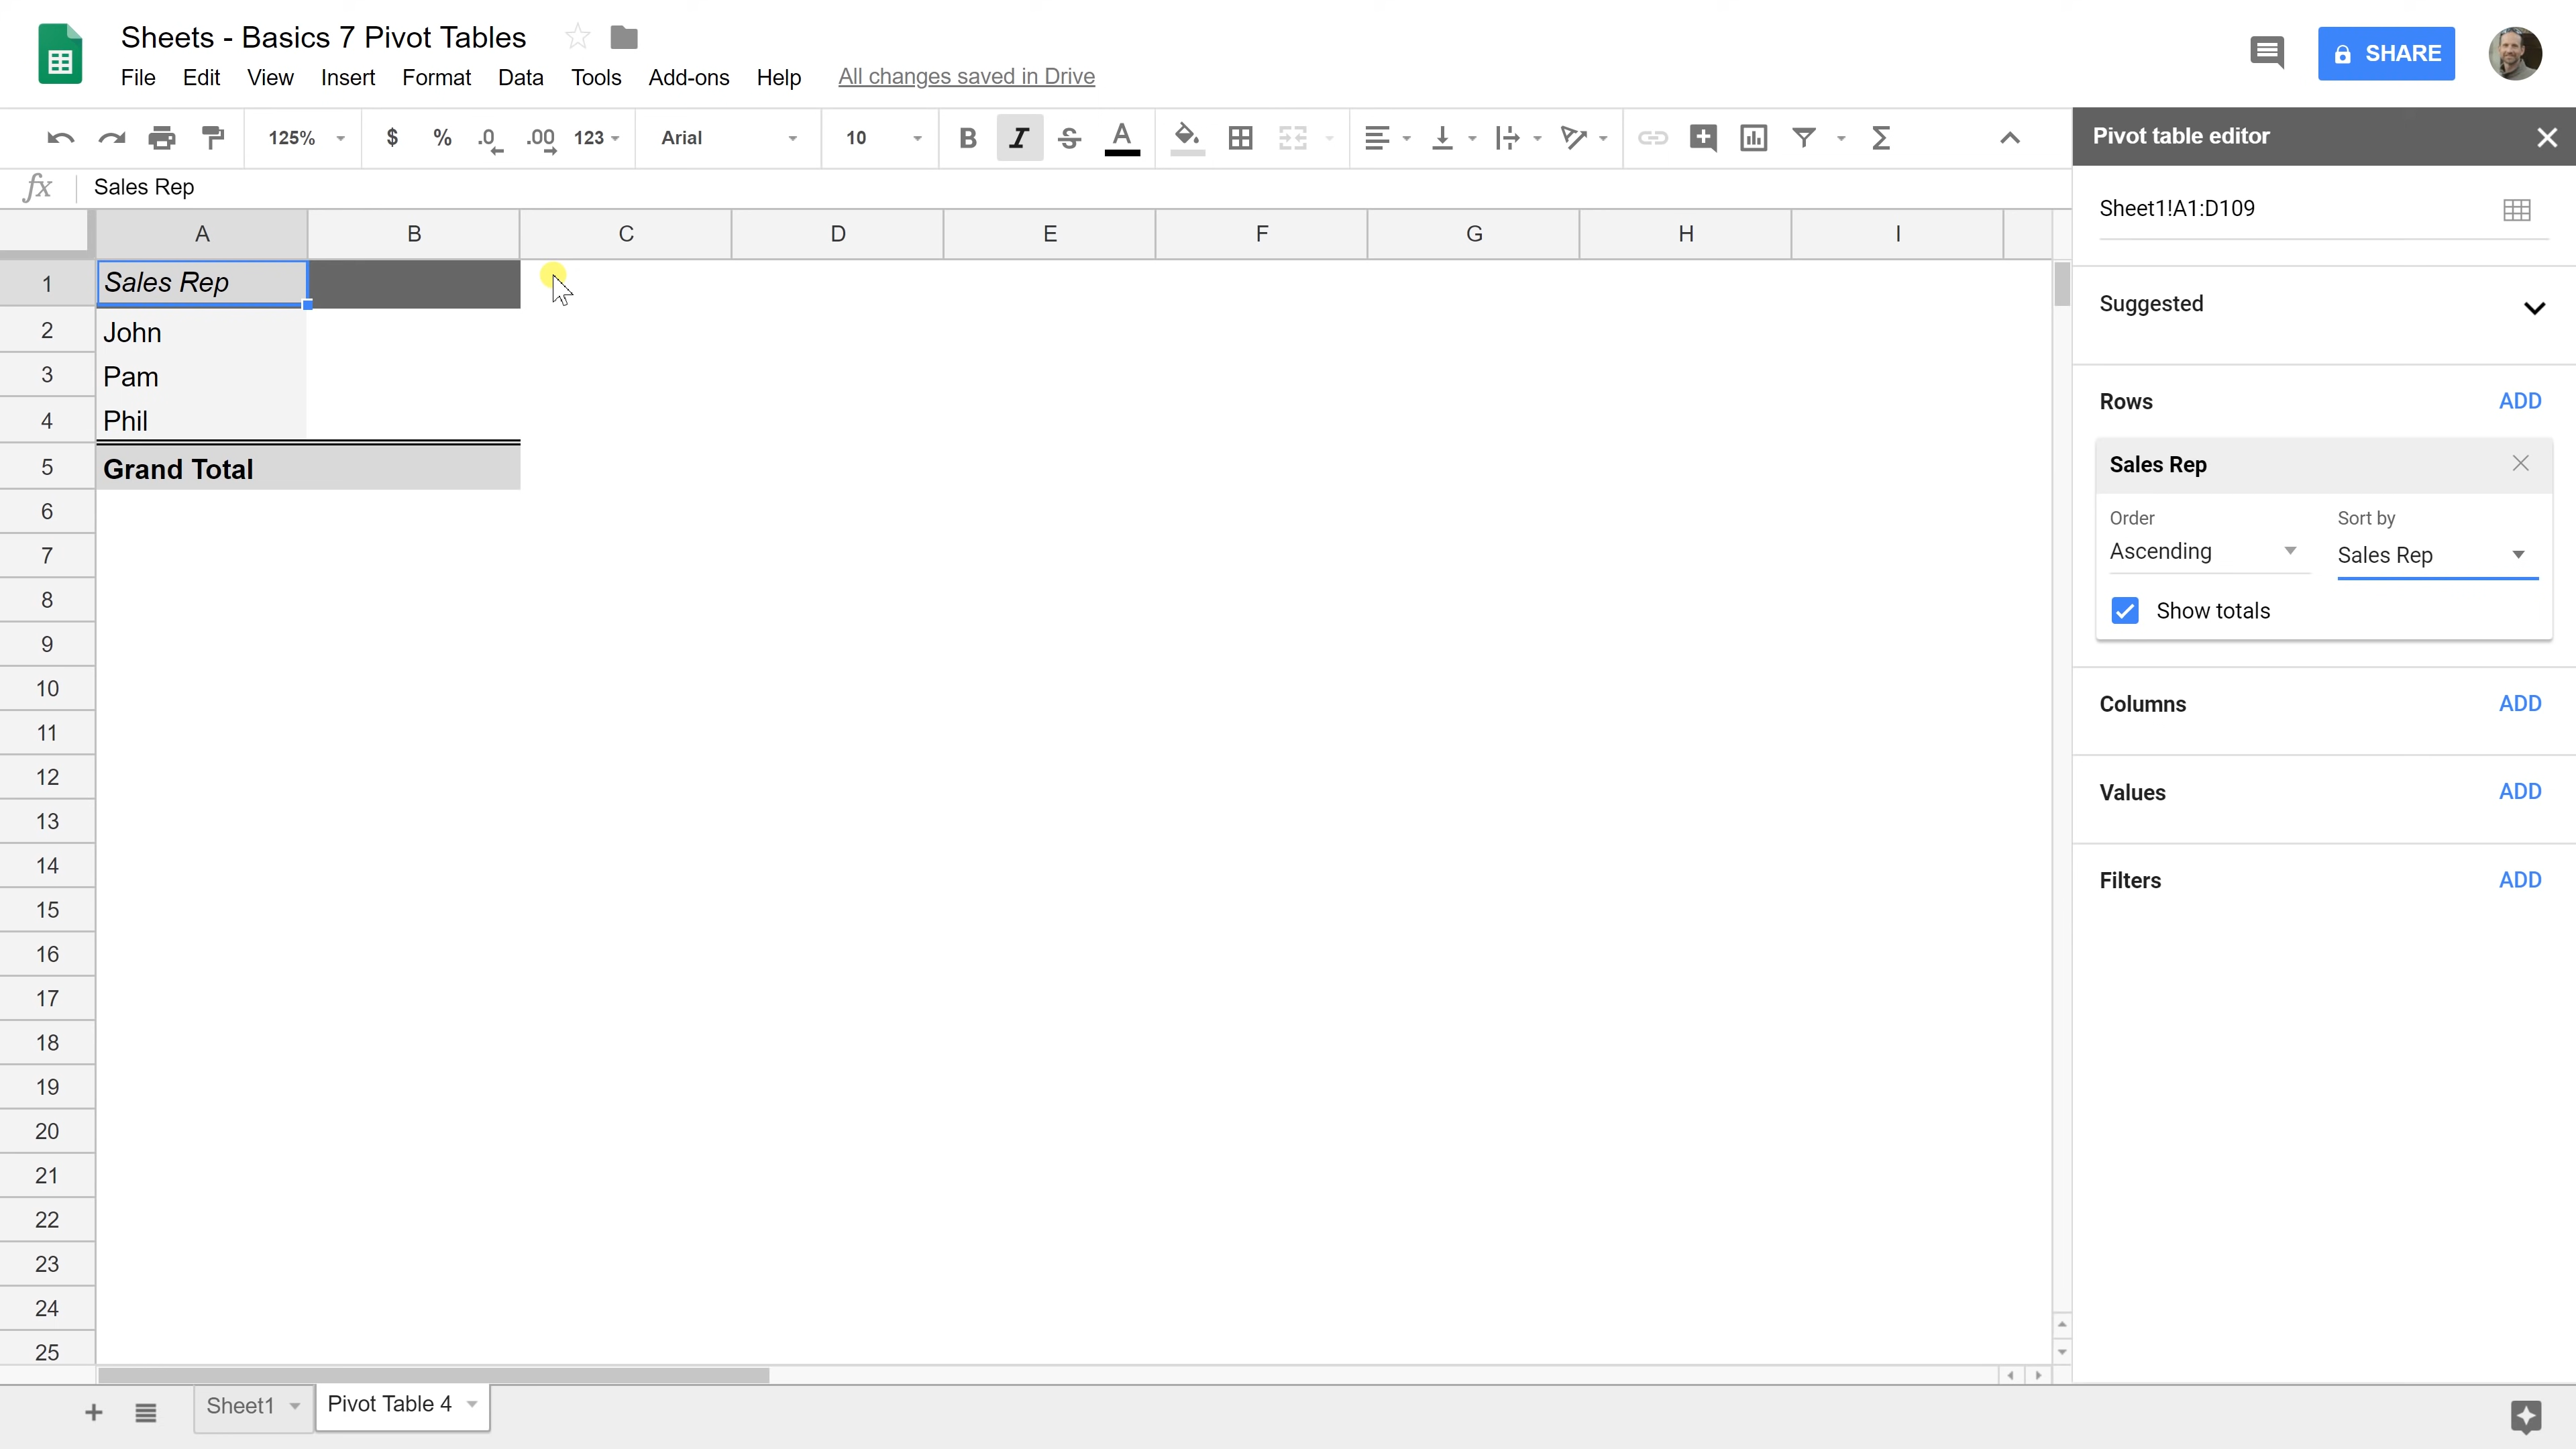 Sheets - Basics 7 Pivot Tables
File Edit View Insert Format Data Tools Add-ons Help All changes saved in Drive
SHARE
125% $ % .0 .00 123 Arial 10 B I S A Σ
Pivot table editor
fx Sales Rep
Sheet1!A1:D109
A B C D E F G H I
1 Sales Rep
2 John
3 Pam
4 Phil
5 Grand Total
6
7
8
9
10
11
12
13
14
15
16
17
18
19
20
21
22
23
24
25
Suggested
Rows ADD
Sales Rep
Order Sort by
Ascending Sales Rep
Show totals
Columns ADD
Values ADD
Filters ADD
Sheet1 Pivot Table 4